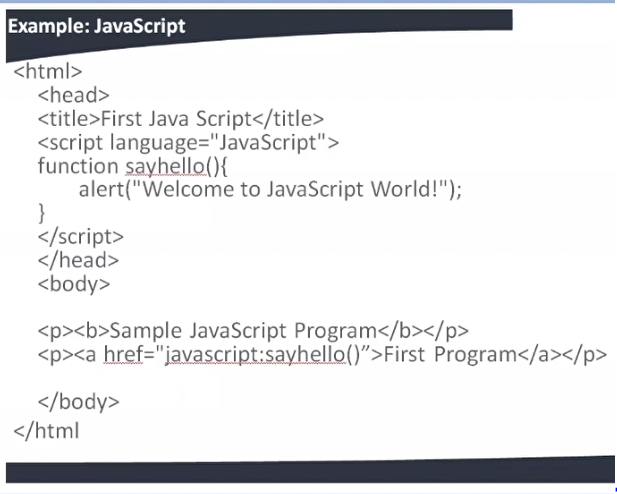 Example: JavaScript
<html>
<head>
<title>First Java Script</title>
<script language="JavaScript">
function sayhello(){
alert("Welcome to JavaScript World!");
}
</script>
</head>
<body>
<p><b>Sample JavaScript Program</b></p>
<p><a href="javascript:sayhello()”>First Program</a></p>
</body>
</html